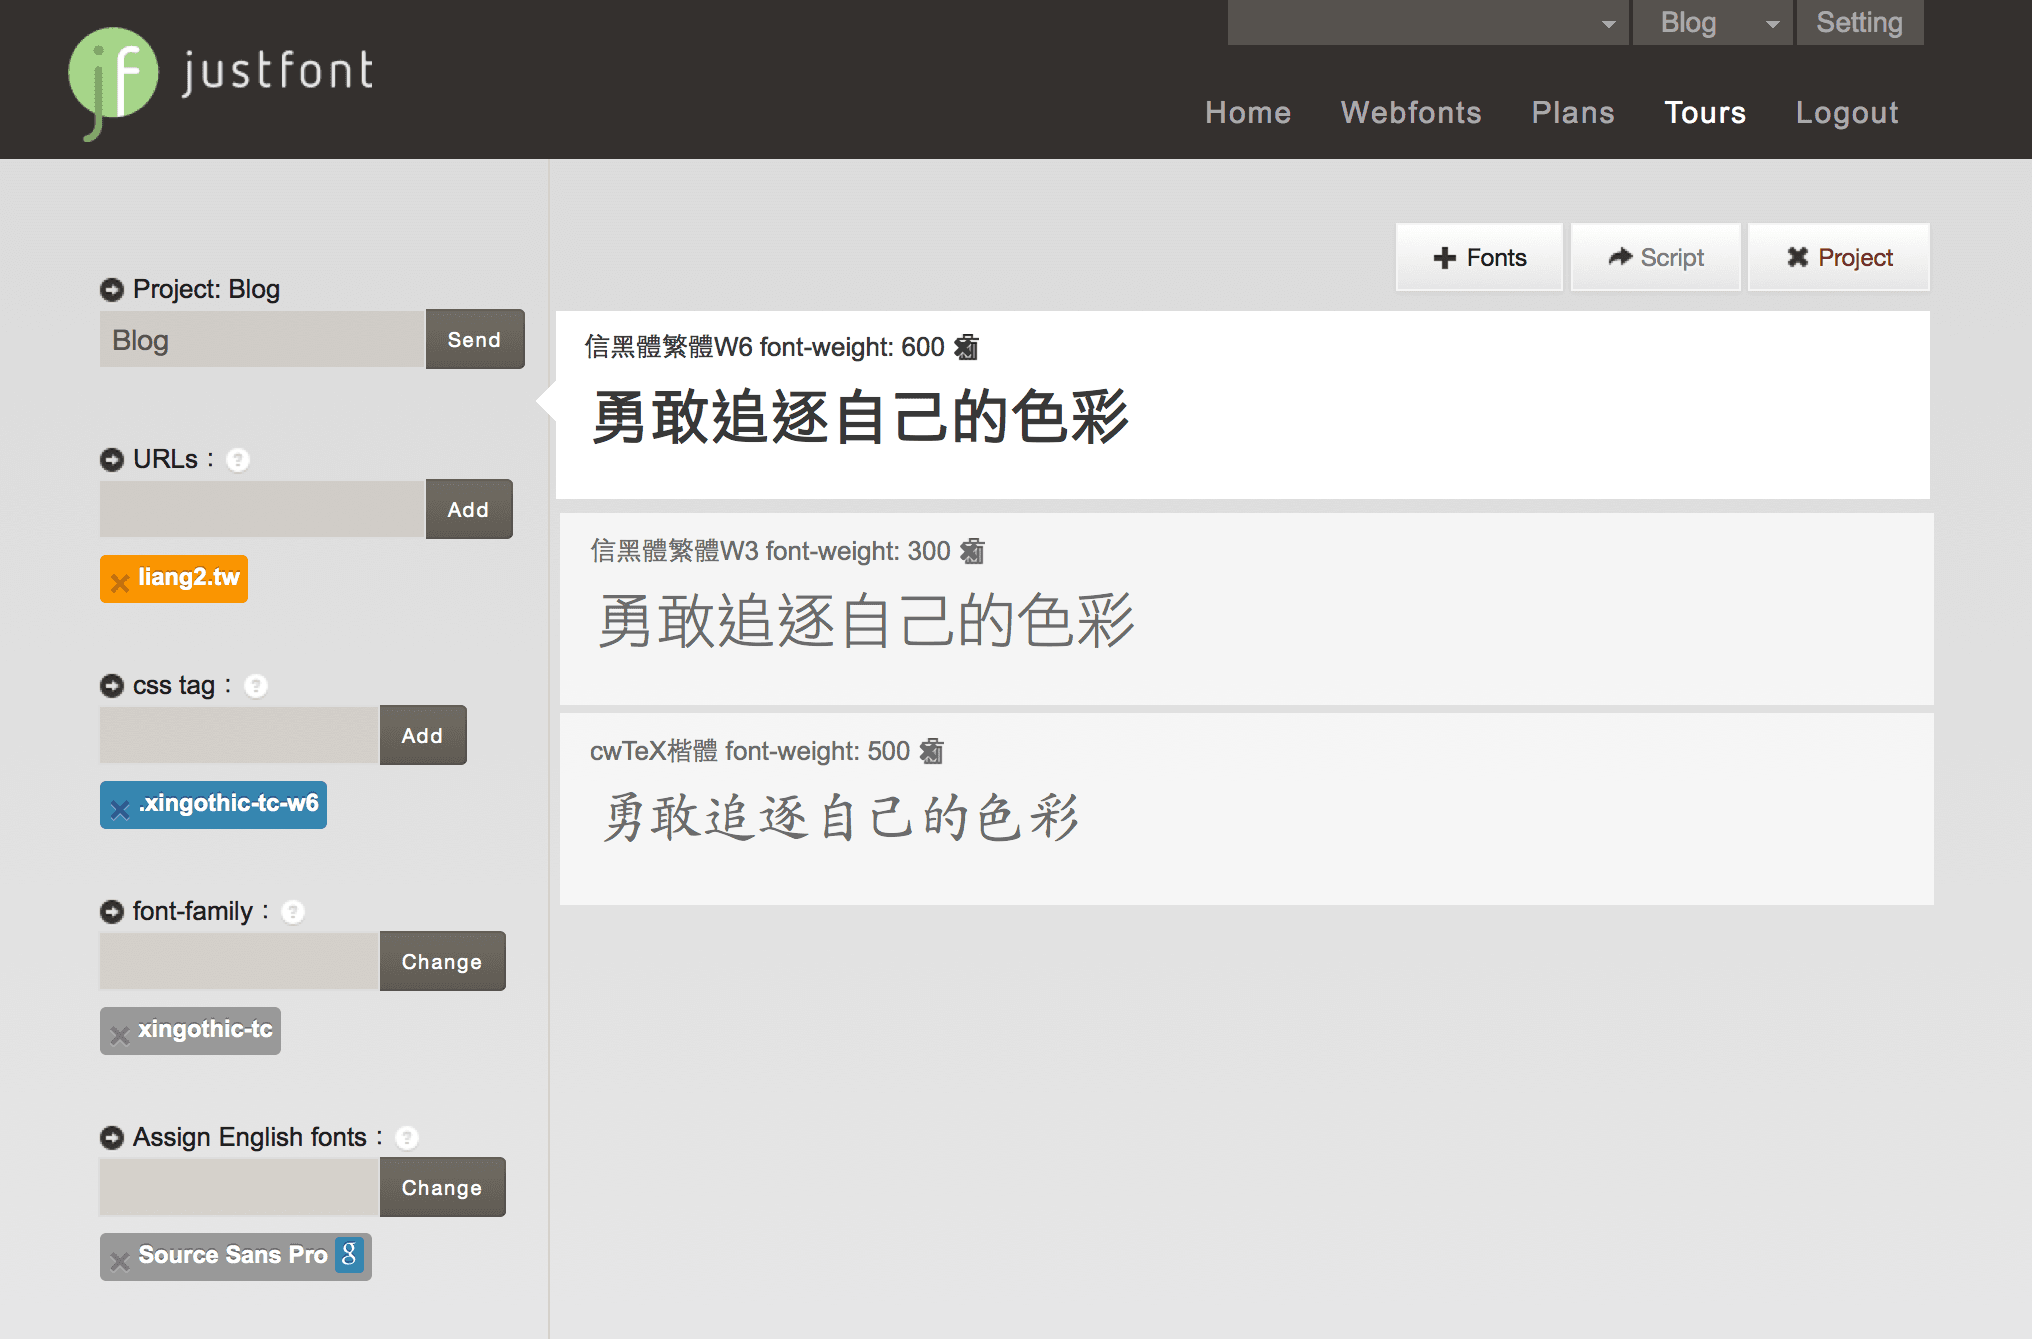 Blog
Setting
jf justfont
Home
Webfonts
Plans
Tours
Logout
Fonts
Script
Project
Project: Blog
Blog
Send
URLs：?
Add
liang2.tw
css tag：?
Add
.xingothic-tc-w6
font-family：?
Change
xingothic-tc
Assign English fonts：?
Change
Source Sans Pro g
信黑體繁體W6 font-weight: 600
勇敢追逐自己的色彩
信黑體繁體W3 font-weight: 300
勇敢追逐自己的色彩
cwTeX楷體 font-weight: 500
勇敢追逐自己的色彩